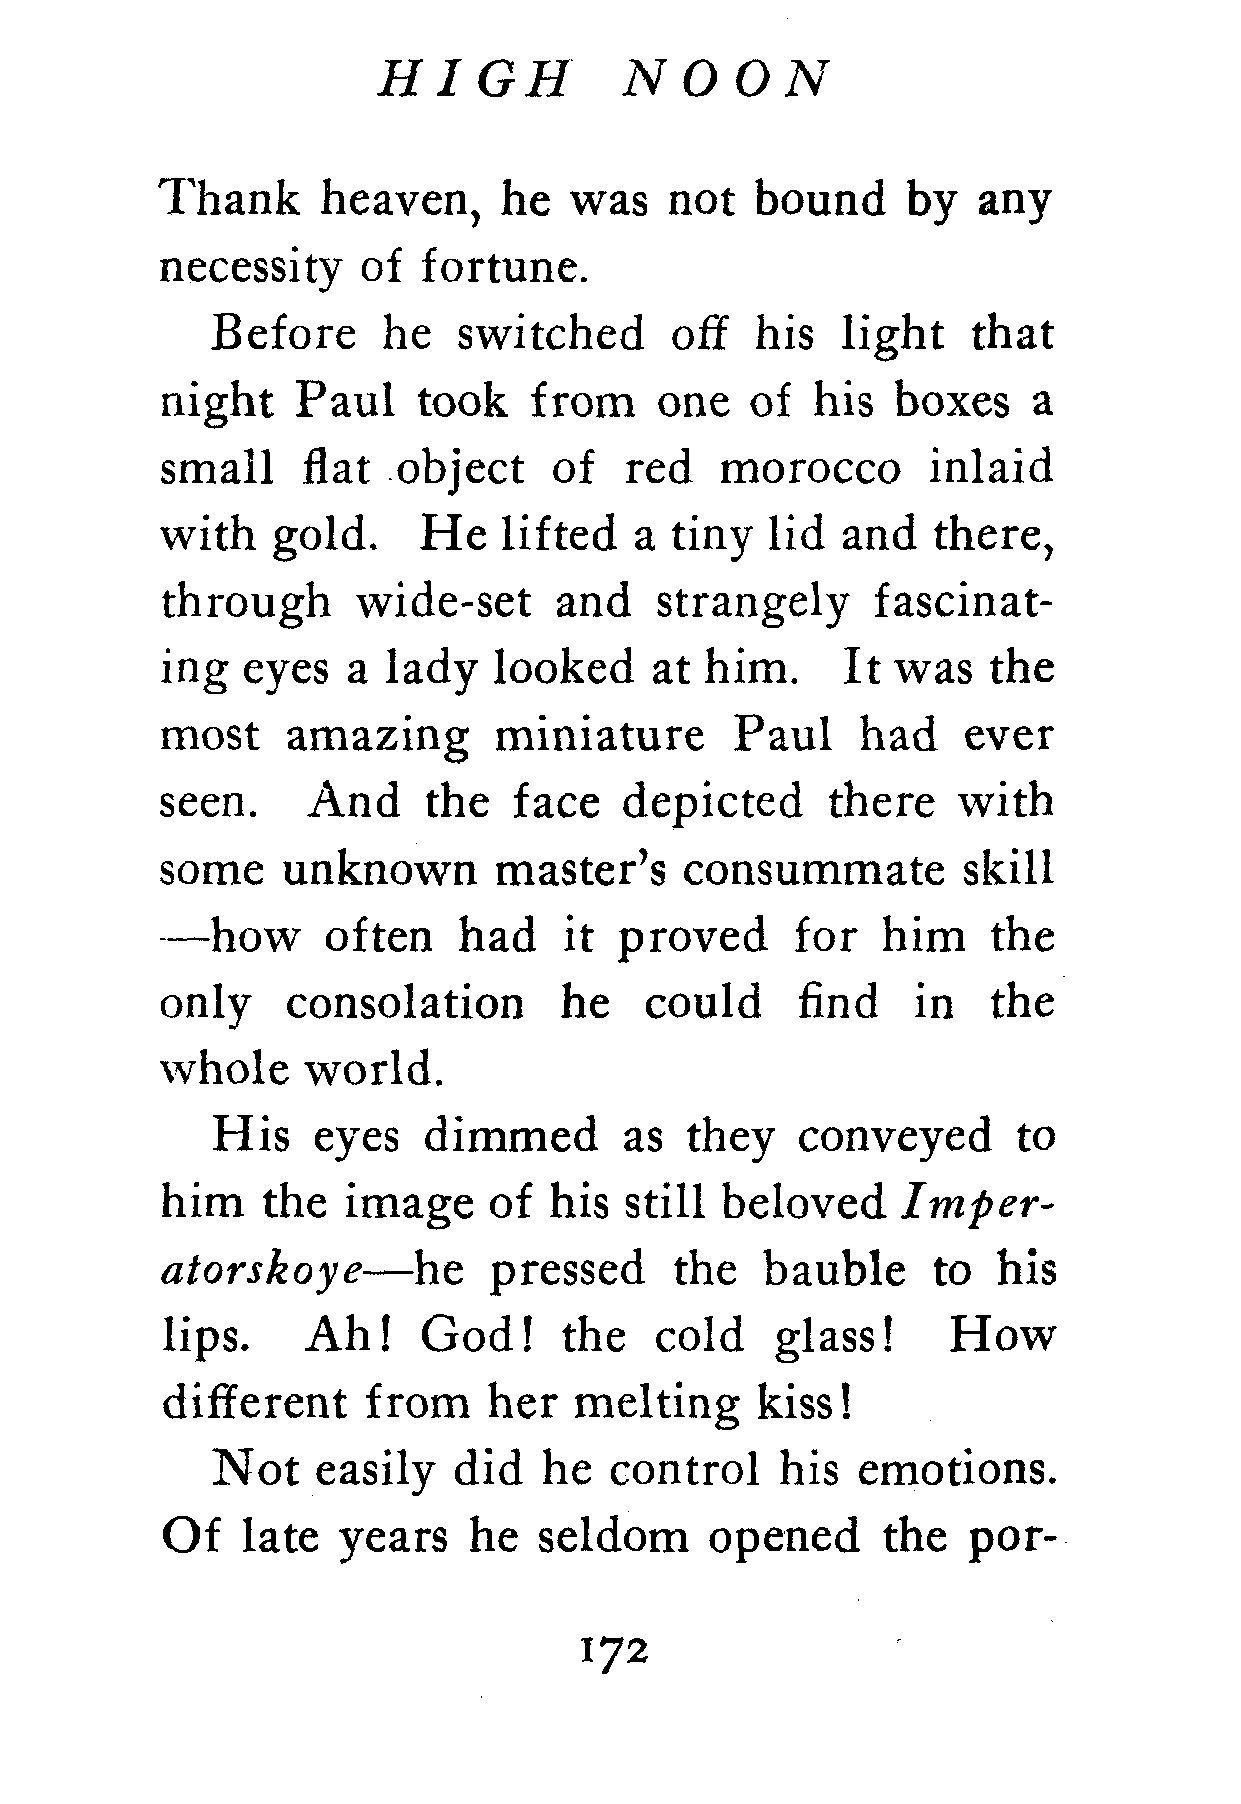 HIGH NOON
Thank heaven, he was not bound by any
necessity of fortune.
Before he switched off his light that
night Paul took from one of his boxes a
small flat object of red morocco inlaid
with gold. He lifted a tiny lid and there,
through wide-set and strangely fascinat-
ing eyes a lady looked at him. It was the
most amazing miniature Paul had ever
seen. And the face depicted there with
some unknown master's consummate skill
—how often had it proved for him the
only consolation he could find in the
whole world.
His eyes dimmed as they conveyed to
him the image of his still beloved Imper-
atorskoye—he pressed the bauble to his
lips. Ah! God! the cold glass! How
different from her melting kiss!
Not easily did he control his emotions.
Of late years he seldom opened the por-
172